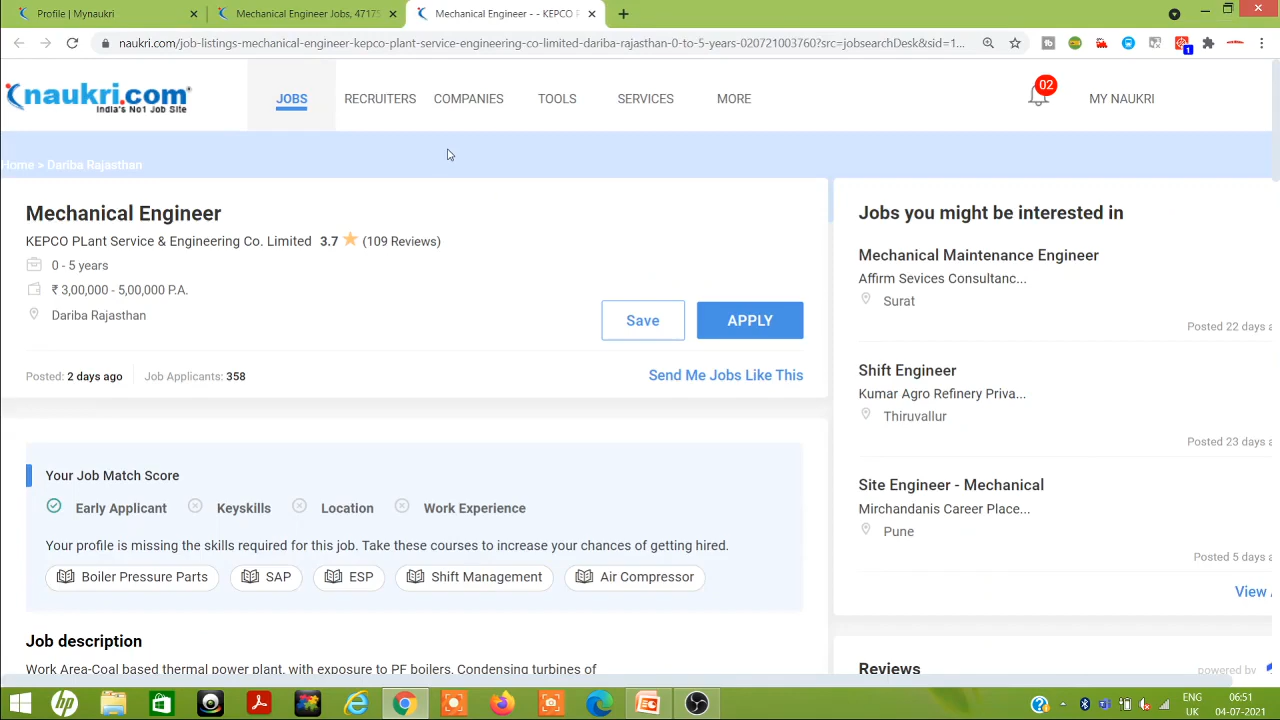 Profile | Mynaukri
Mechanical Engineer Jobs, 4717
Mechanical Engineer - - KEPCO
naukri.com/job-listings-mechanical-engineer-kepco-plant-service-engineering-co-limited-dariba-rajasthan-0-to-5-years-020721003760?src=jobsearchDesk&sid=1...
1
naukri.com
India's No1 Job Site
JOBS
RECRUITERS
COMPANIES
TOOLS
SERVICES
MORE
02
MY NAUKRI
Home > Dariba Rajasthan
Mechanical Engineer
KEPCO PLant Service & Engineering Co. Limited 3.7 (109 Reviews)
0 - 5 years
₹ 3,00,000 - 5,00,000 P.A.
Dariba Rajasthan
Save
APPLY
Posted: 2 days ago
Job Applicants: 358
Send Me Jobs Like This
Your Job Match Score
Early Applicant
Keyskills
Location
Work Experience
Your profile is missing the skills required for this job. Take these courses to increase your chances of getting hired.
Boiler Pressure Parts
SAP
ESP
Shift Management
Air Compressor
Job description
Work Area-Coal based thermal power plant, with exposure to PF boilers, Condensing turbines of
Jobs you might be interested in
Mechanical Maintenance Engineer
Affirm Sevices Consultanc...
Surat
Posted 22 days a
Shift Engineer
Kumar Agro Refinery Priva...
Thiruvallur
Posted 23 days a
Site Engineer - Mechanical
Mirchandanis Career Place...
Pune
Posted 5 days a
View
Reviews
powered by
ENG
UK
06:51
04-07-2021